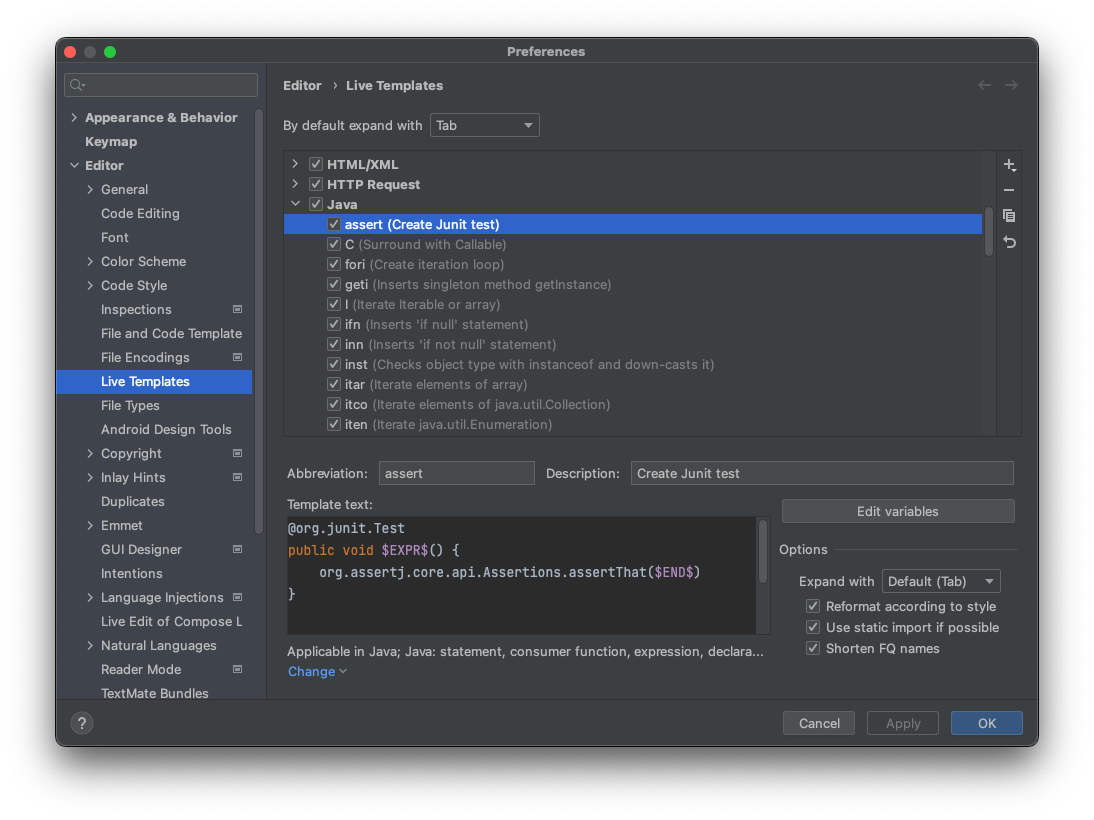 Preferences
Appearance & Behavior
Keymap
Editor
General
Code Editing
Font
Color Scheme
Code Style
Inspections
File and Code Template
File Encodings
Live Templates
File Types
Android Design Tools
Copyright
Inlay Hints
Duplicates
Emmet
GUI Designer
Intentions
Language Injections
Live Edit of Compose L
Natural Languages
Reader Mode
TextMate Bundles
Editor › Live Templates
By default expand with Tab
HTML/XML
HTTP Request
Java
assert (Create Junit test)
C (Surround with Callable)
fori (Create iteration loop)
geti (Inserts singleton method getInstance)
I (Iterate Iterable or array)
ifn (Inserts 'if null' statement)
inn (Inserts 'if not null' statement)
inst (Checks object type with instanceof and down-casts it)
itar (Iterate elements of array)
itco (Iterate elements of java.util.Collection)
iten (Iterate java.util.Enumeration)
Abbreviation: assert Description: Create Junit test
Template text:
@org.junit.Test
public void $EXPR$() {
    org.assertj.core.api.Assertions.assertThat($END$)
}
Edit variables
Options
Expand with Default (Tab)
Reformat according to style
Use static import if possible
Shorten FQ names
Applicable in Java; Java: statement, consumer function, expression, declara...
Change
? Cancel Apply OK